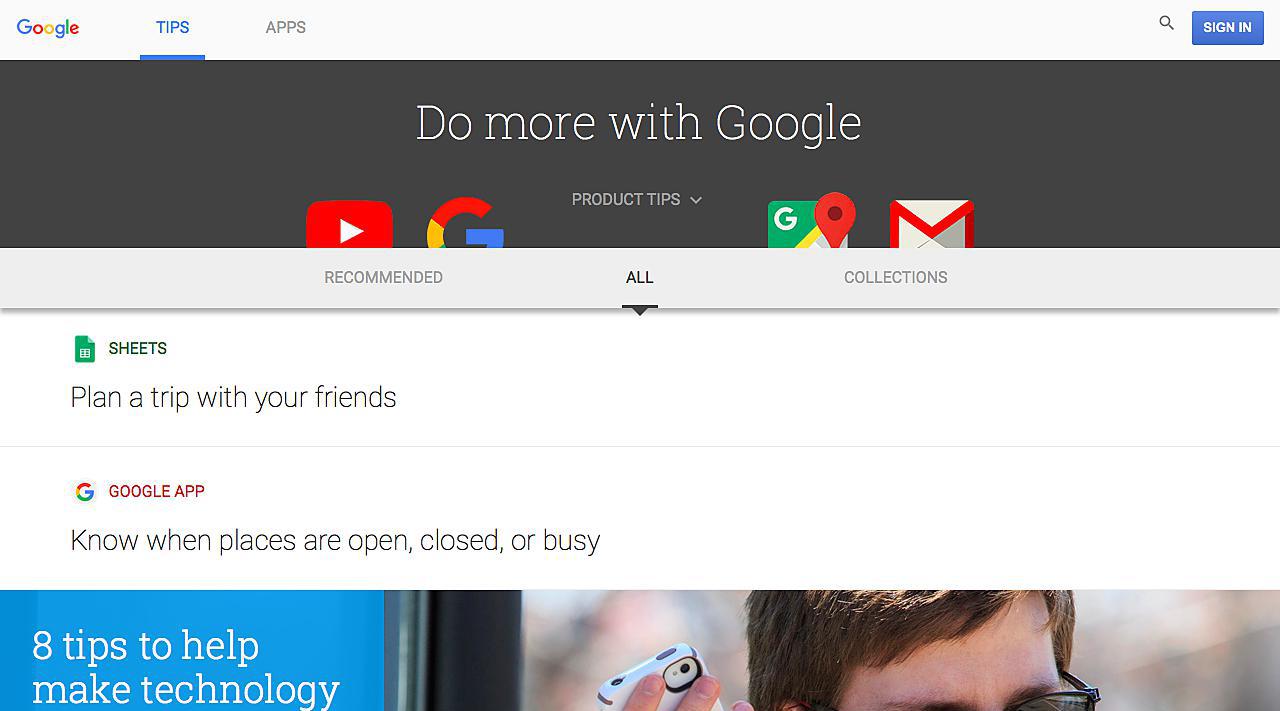 Google
TIPS
APPS
SIGN IN
Do more with Google
PRODUCT TIPS
G
G
RECOMMENDED
ALL
COLLECTIONS
SHEETS
Plan a trip with your friends
G
GOOGLE APP
Know when places are open, closed, or busy
8 tips to help
make technology